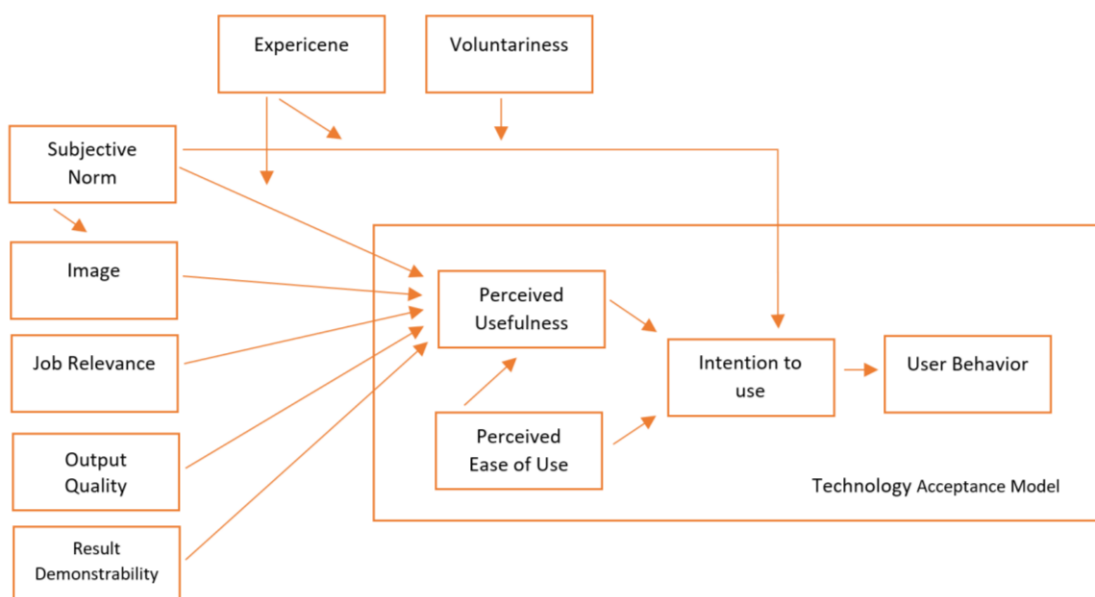 Expericene
Voluntariness
Subjective
Norm
Image
Job Relevance
Output
Quality
Result
Demonstrability
Perceived
Usefulness
Perceived
Ease of Use
Intention to
use
User Behavior
Technology Acceptance Model